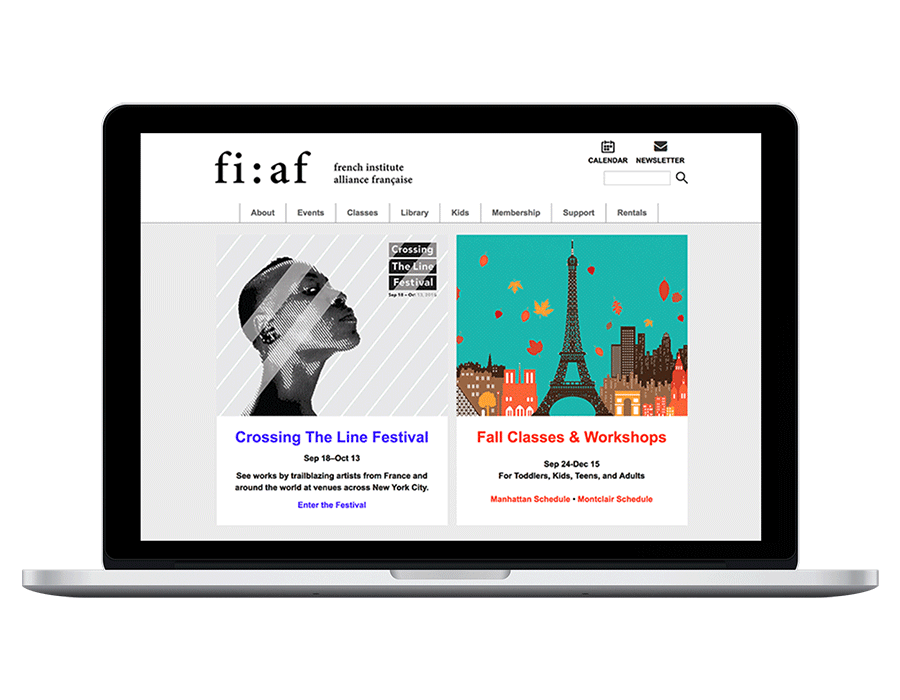 fi:af
french institute
alliance française
CALENDAR
NEWSLETTER
About
Events
Classes
Library
Kids
Membership
Support
Rentals
Crossing
The Line
Festival
Sep 18 – Oct 13, 2018
Crossing The Line Festival
Sep 18–Oct 13
See works by trailblazing artists from France and
around the world at venues across New York City.
Enter the Festival
Fall Classes & Workshops
Sep 24-Dec 15
For Toddlers, Kids, Teens, and Adults
Manhattan Schedule • Montclair Schedule